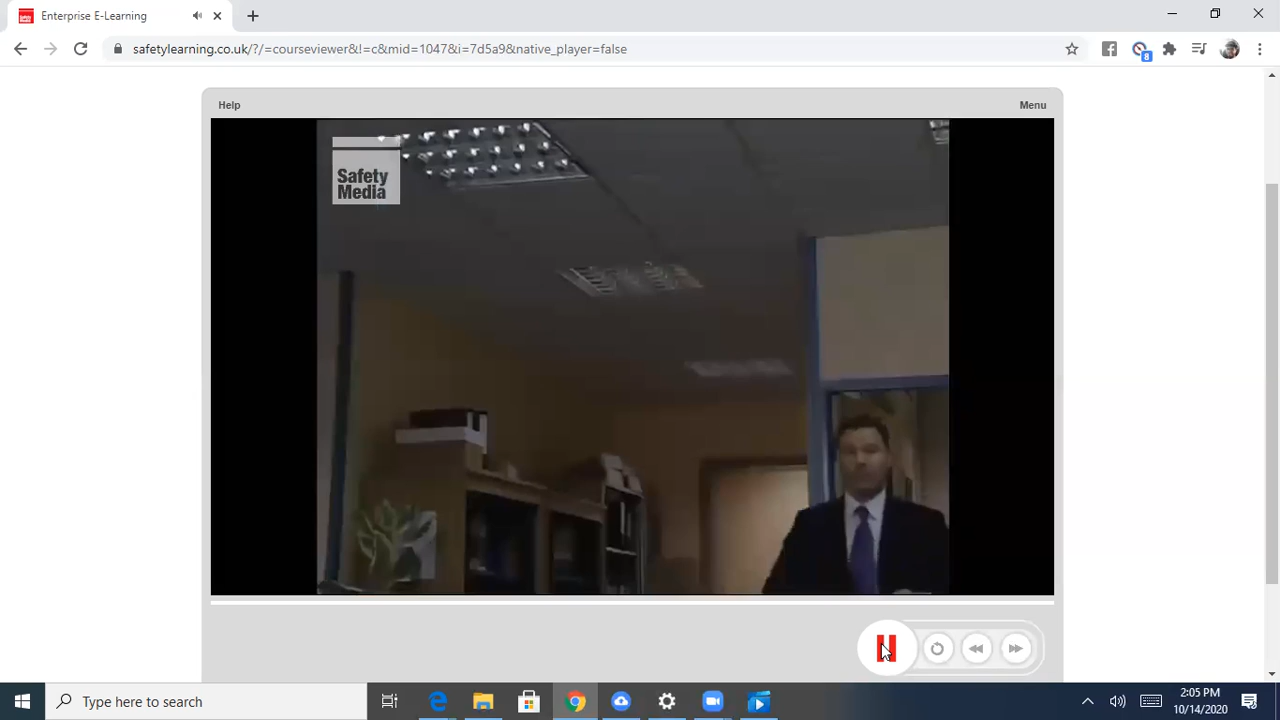 Enterprise E-Learning
safetylearning.co.uk/?/=courseviewer&!=c&mid=1047&i=7d5a9&native_player=false
8
Help
Menu
Safety
Media
Type here to search
2:05 PM
10/14/2020